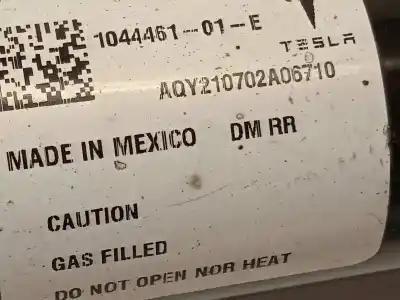 1044461-01-E
TESLA
AQY210702A06710
MADE IN MEXICO DM RR
CAUTION
GAS FILLED
DO NOT OPEN NOR HEAT